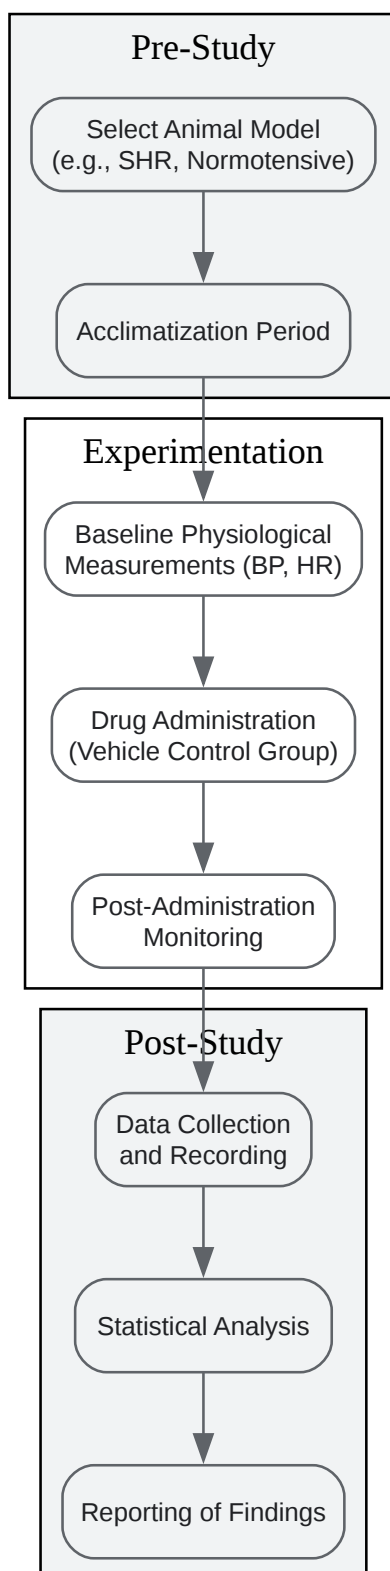 Pre-Study
Select Animal Model
(e.g., SHR, Normotensive)
Acclimatization Period
Experimentation
Baseline Physiological
Measurements (BP, HR)
Drug Administration
(Vehicle Control Group)
Post-Administration
Monitoring
Post-Study
Data Collection
and Recording
Statistical Analysis
Reporting of Findings